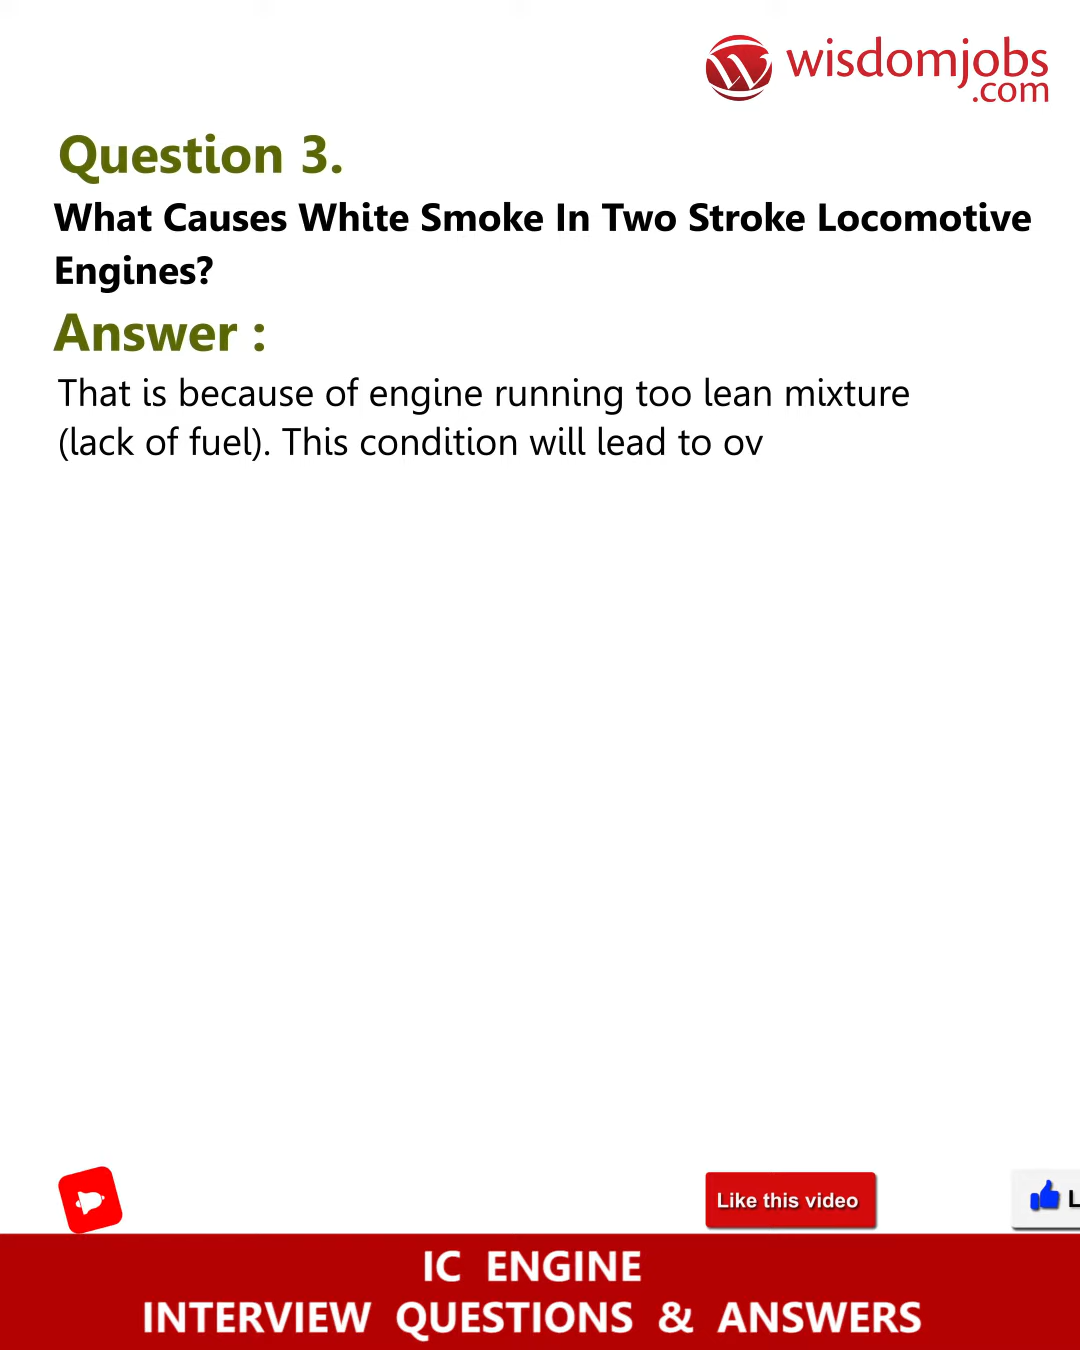 wisdomjobs
.com
Question 3.
What Causes White Smoke In Two Stroke Locomotive
Engines?
Answer :
That is because of engine running too lean mixture
(lack of fuel). This condition will lead to ov
Like this video
L
IC ENGINE
INTERVIEW QUESTIONS & ANSWERS